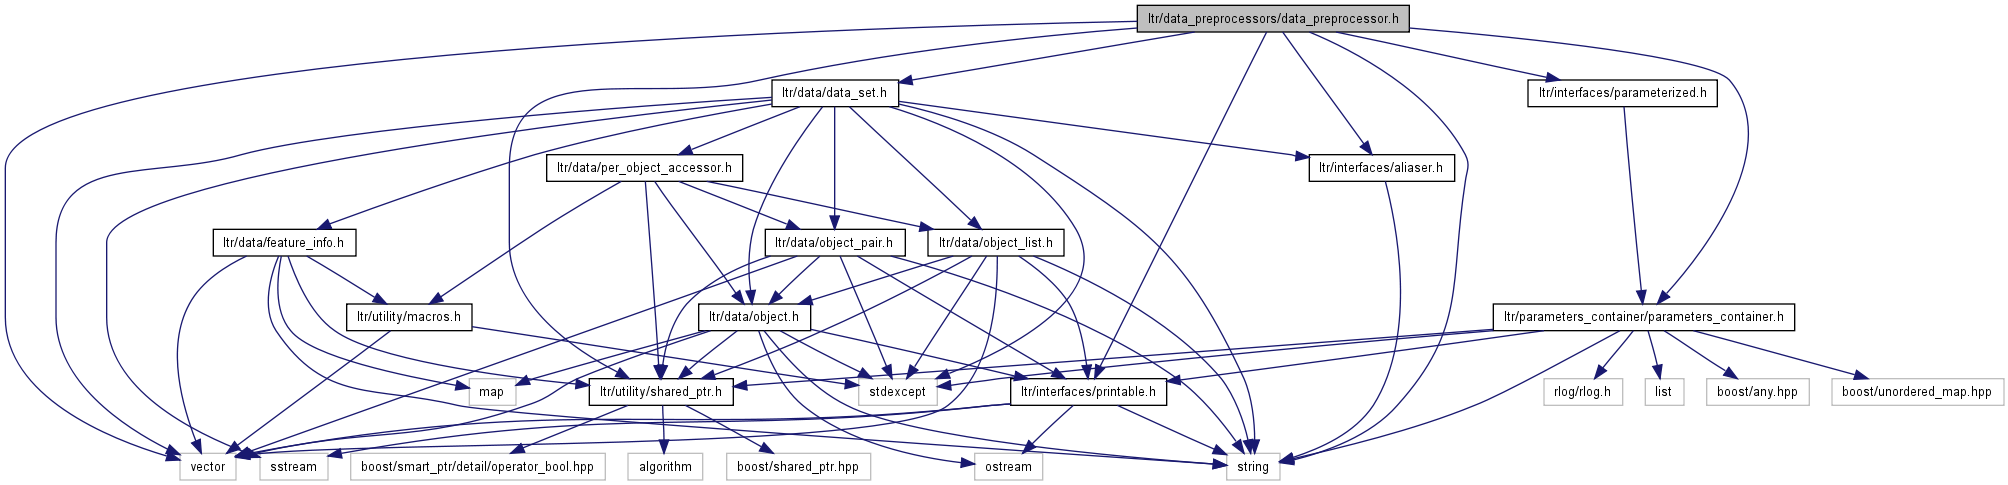 ltr/data_preprocessors/data_preprocessor.h
ltr/data/data_set.h
ltr/interfaces/parameterized.h
ltr/data/per_object_accessor.h
ltr/interfaces/aliaser.h
ltr/data/feature_info.h
ltr/data/object_pair.h
ltr/data/object_list.h
ltr/utility/macros.h
ltr/data/object.h
ltr/parameters_container/parameters_container.h
map
ltr/utility/shared_ptr.h
stdexcept
ltr/interfaces/printable.h
rlog/rlog.h
list
boost/any.hpp
boost/unordered_map.hpp
vector
sstream
boost/smart_ptr/detail/operator_bool.hpp
algorithm
boost/shared_ptr.hpp
ostream
string